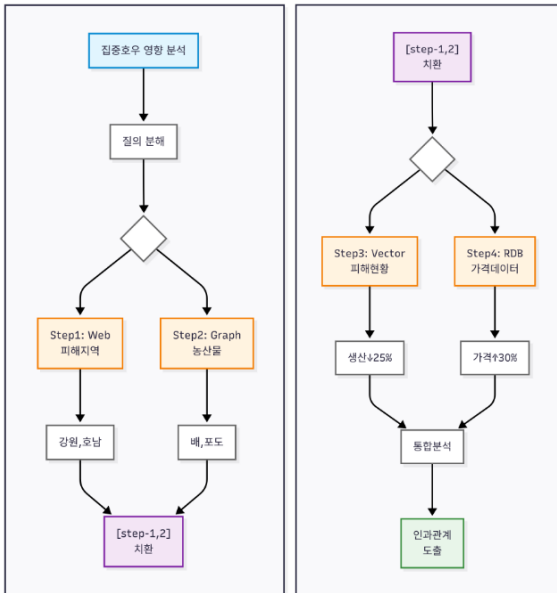 집중호우 영향 분석
질의 분해
Step1: Web
피해지역
Step2: Graph
농산물
강원,호남
배,포도
[step-1,2]
치환
[step-1,2]
치환
Step3: Vector
피해현황
Step4: RDB
가격데이터
생산↓25%
가격↑30%
통합분석
인과관계
도출